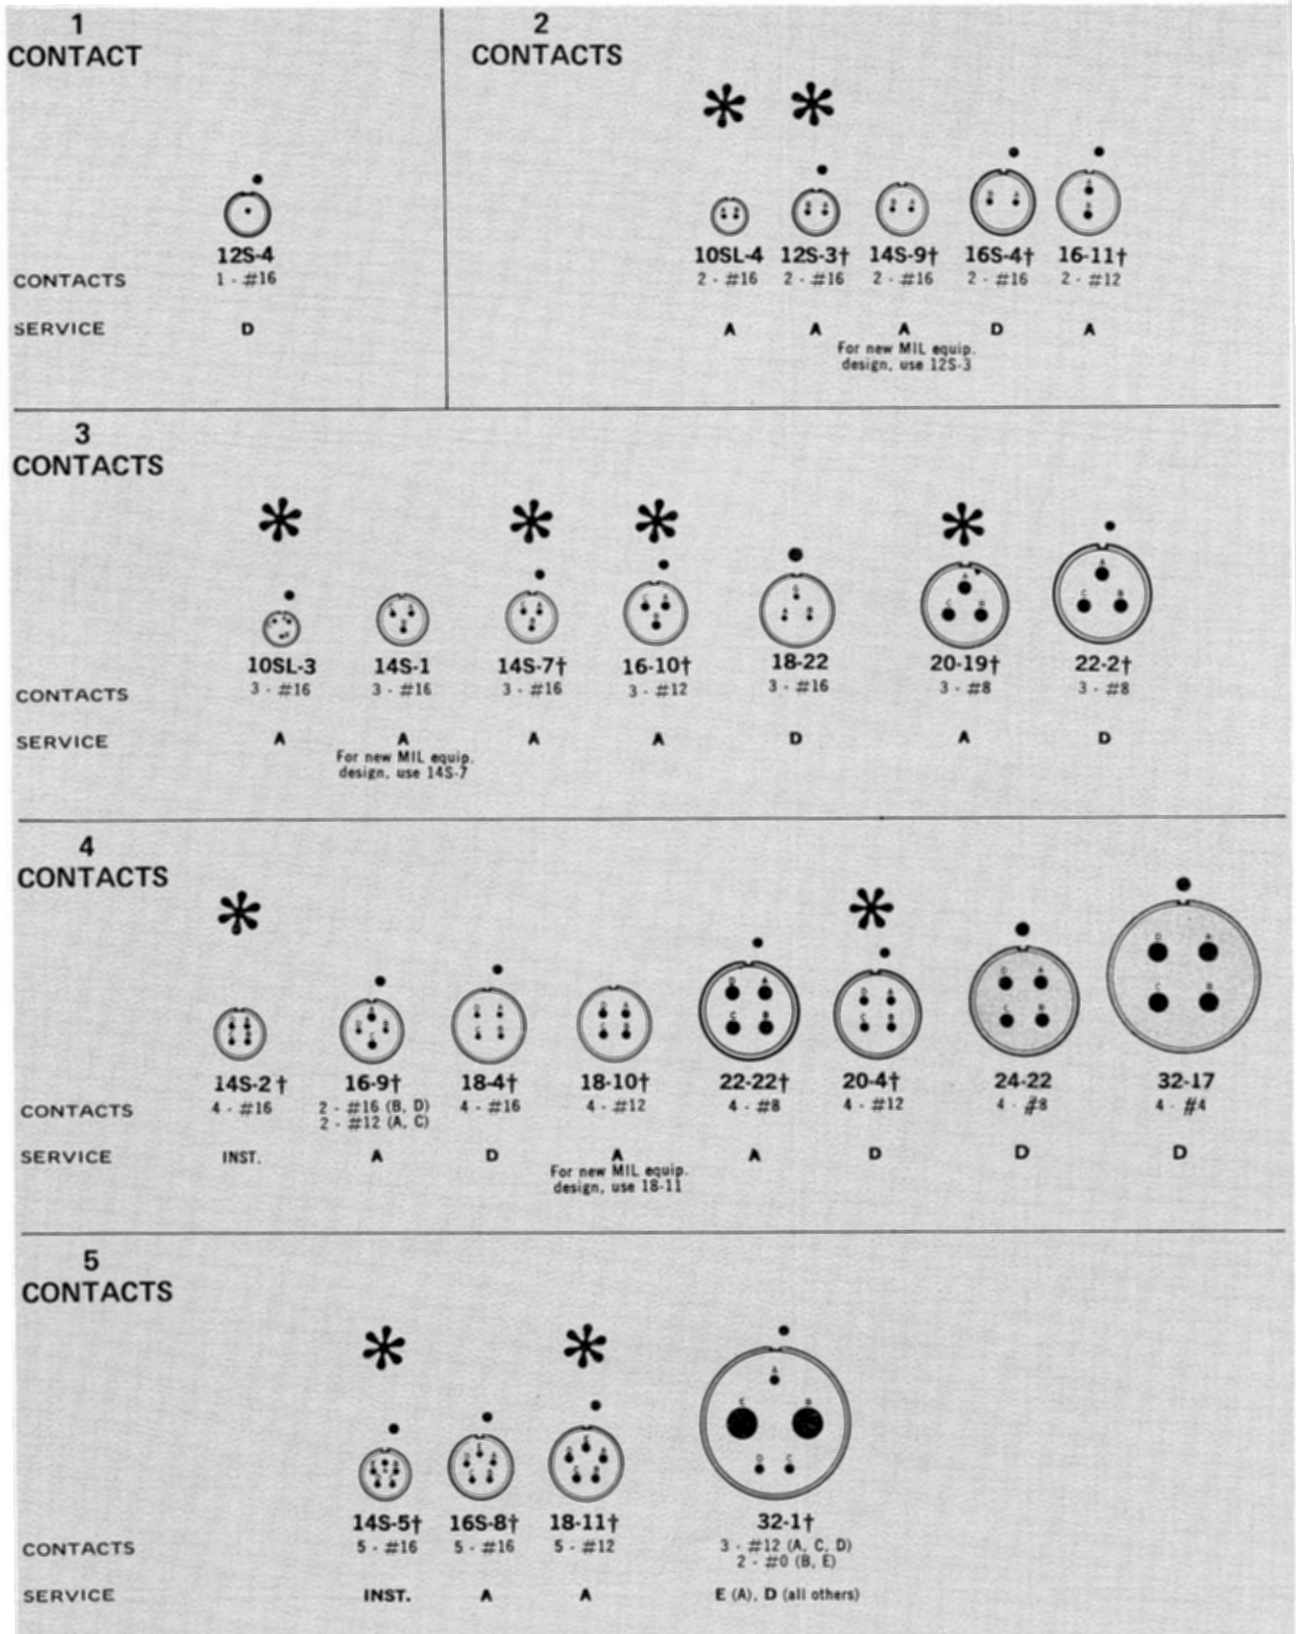 1
CONTACT
2
CONTACTS
12S-4
10SL-4 12S-3† 14S-9† 16S-4† 16-11†
CONTACTS 1 - #16 2 - #16 2 - #16 2 - #16 2 - #16 2 - #12
SERVICE D A A A D A
For new MIL equip.
design, use 12S-3
3
CONTACTS
10SL-3 14S-1 14S-7† 16-10† 18-22 20-19† 22-2†
CONTACTS 3 - #16 3 - #16 3 - #16 3 - #12 3 - #16 3 - #8 3 - #8
SERVICE A A A A D A D
For new MIL equip.
design, use 14S-7
4
CONTACTS
14S-2† 16-9† 18-4† 18-10† 22-22† 20-4† 24-22 32-17
CONTACTS 4 - #16 2 - #16 (B, D) 4 - #16 4 - #12 4 - #8 4 - #12 4 - #8 4 - #4
2 - #12 (A, C)
SERVICE INST. A D A A D D D
For new MIL equip.
design, use 18-11
5
CONTACTS
14S-5† 16S-8† 18-11† 32-1†
CONTACTS 5 - #16 5 - #16 5 - #12 3 - #12 (A, C, D)
2 - #0 (B, E)
SERVICE INST. A A E (A), D (all others)